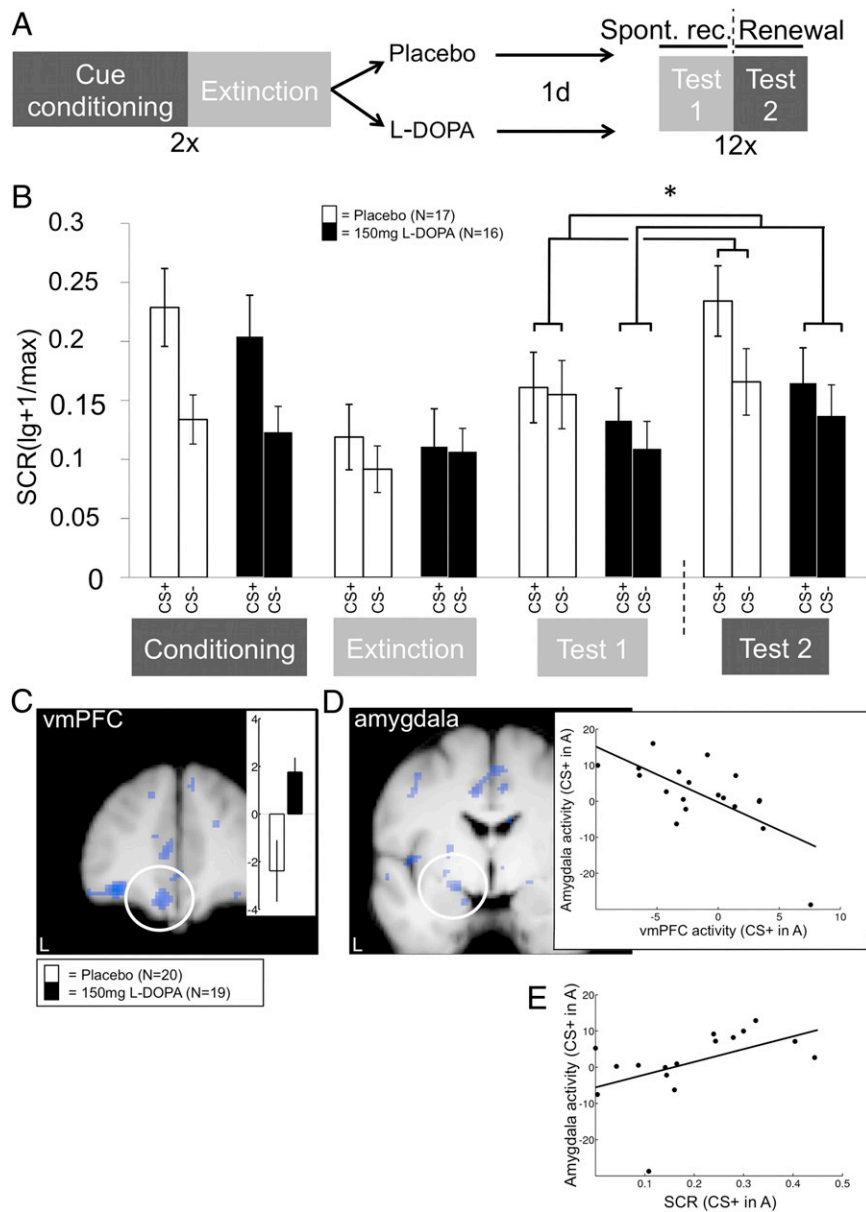 A
Cue
conditioning
Extinction
2x
Placebo
L-DOPA
1d
Spont. rec.
Renewal
Test
1
Test
2
12x
B
= Placebo (N=17)
= 150mg L-DOPA (N=16)
*
SCR(lg+1/max)
0.3
0.25
0.2
0.15
0.1
0.05
0
CS+
CS-
CS+
CS-
CS+
CS-
CS+
CS-
CS+
CS-
CS+
CS-
CS+
CS-
CS+
CS-
Conditioning
Extinction
Test 1
Test 2
C
vmPFC
4
2
0
-2
-4
L
= Placebo (N=20)
= 150mg L-DOPA (N=19)
D
amygdala
L
Amygdala activity (CS+ in A)
20
10
0
-10
-20
-5
0
5
10
vmPFC activity (CS+ in A)
E
Amygdala activity (CS+ in A)
20
10
0
-10
-20
0.1
0.2
0.3
0.4
0.5
SCR (CS+ in A)